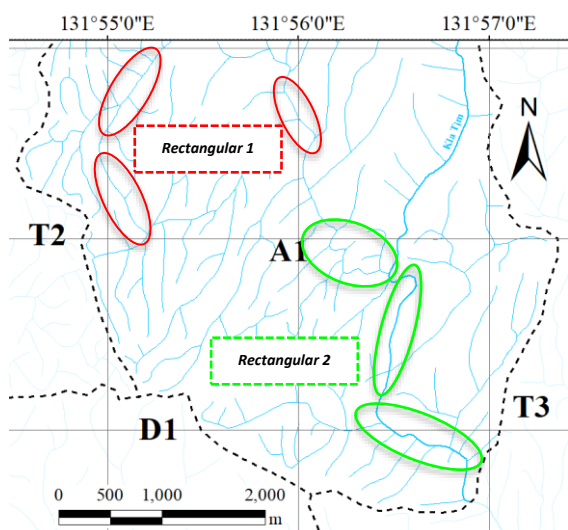 131°55'0"E 131°56'0"E 131°57'0"E
N
Kia Tim
Rectangular 1
T2
A1
Rectangular 2
T3
D1
0 500 1,000 2,000
m